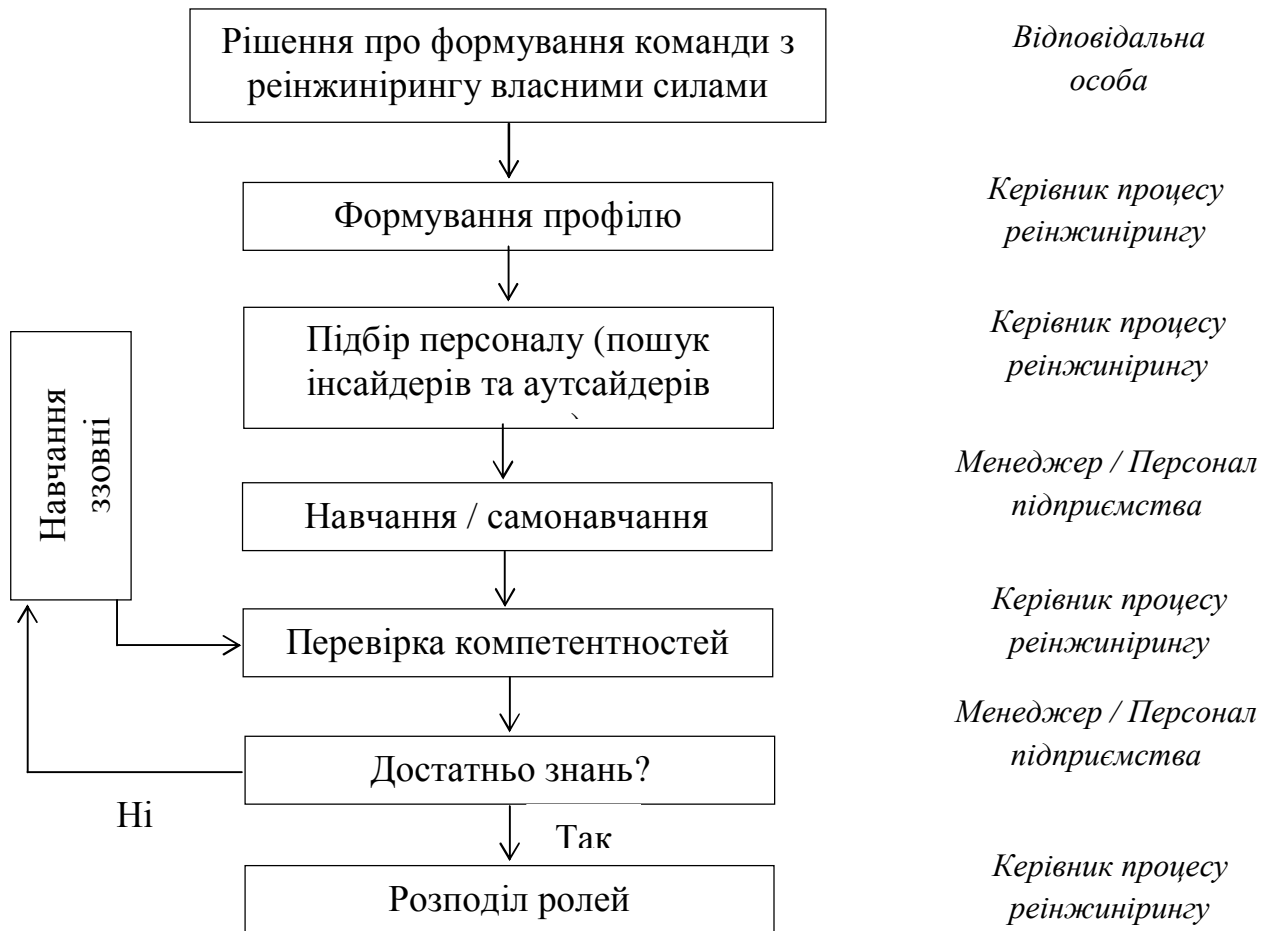 Рішення про формування команди з
реінжинірингу власними силами
Відповідальна
особа
Формування профілю
Керівник процесу
реінжинірингу
Підбір персоналу (пошук
інсайдерів та аутсайдерів
Керівник процесу
реінжинірингу
Навчання
ззовні
Навчання / самонавчання
Менеджер / Персонал
підприємства
Перевірка компетентностей
Керівник процесу
реінжинірингу
Достатньо знань?
Менеджер / Персонал
підприємства
Ні
Так
Розподіл ролей
Керівник процесу
реінжинірингу